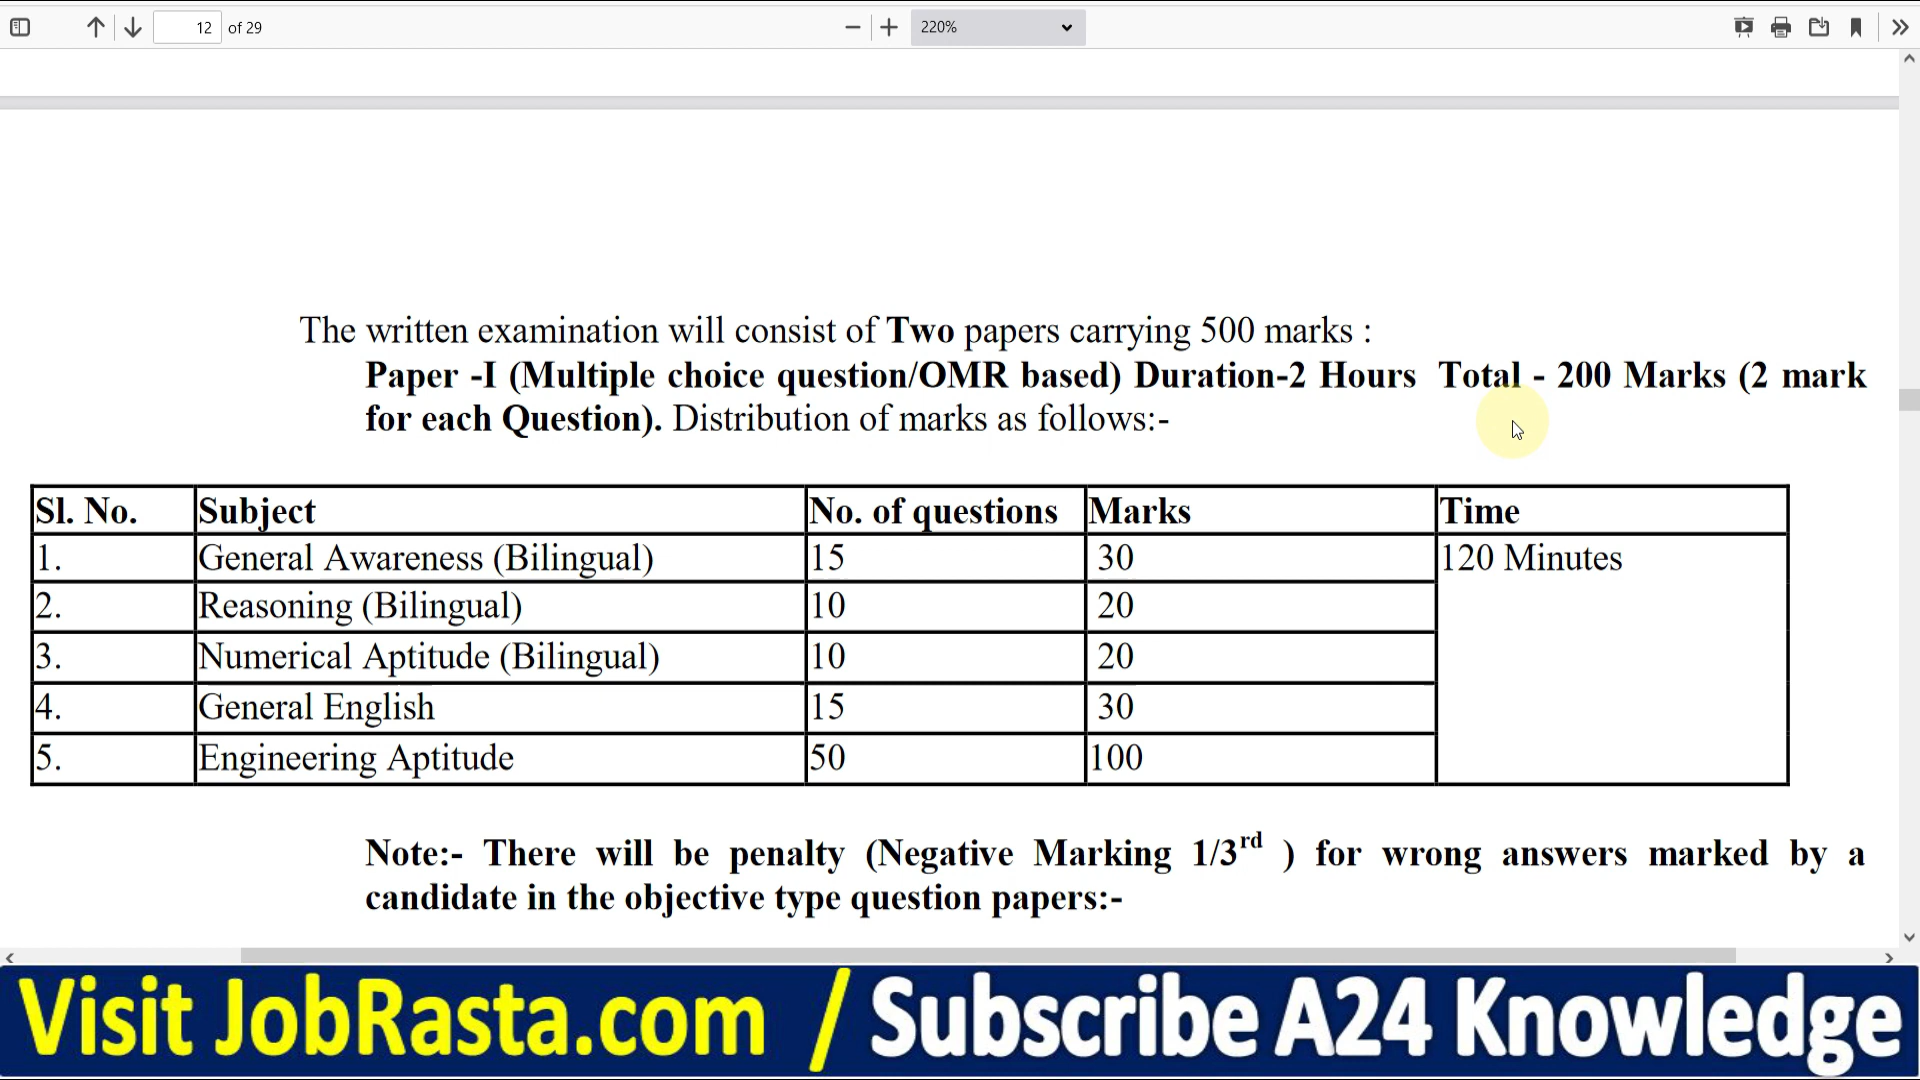 12 of 29
220%
The written examination will consist of Two papers carrying 500 marks :
Paper -I (Multiple choice question/OMR based) Duration-2 Hours Total - 200 Marks (2 mark
for each Question). Distribution of marks as follows:-
Sl. No. Subject No. of questions Marks Time
1. General Awareness (Bilingual) 15 30 120 Minutes
2. Reasoning (Bilingual) 10 20
3. Numerical Aptitude (Bilingual) 10 20
4. General English 15 30
5. Engineering Aptitude 50 100
Note:- There will be penalty (Negative Marking 1/3rd ) for wrong answers marked by a
candidate in the objective type question papers:-
Visit JobRasta.com / Subscribe A24 Knowledge